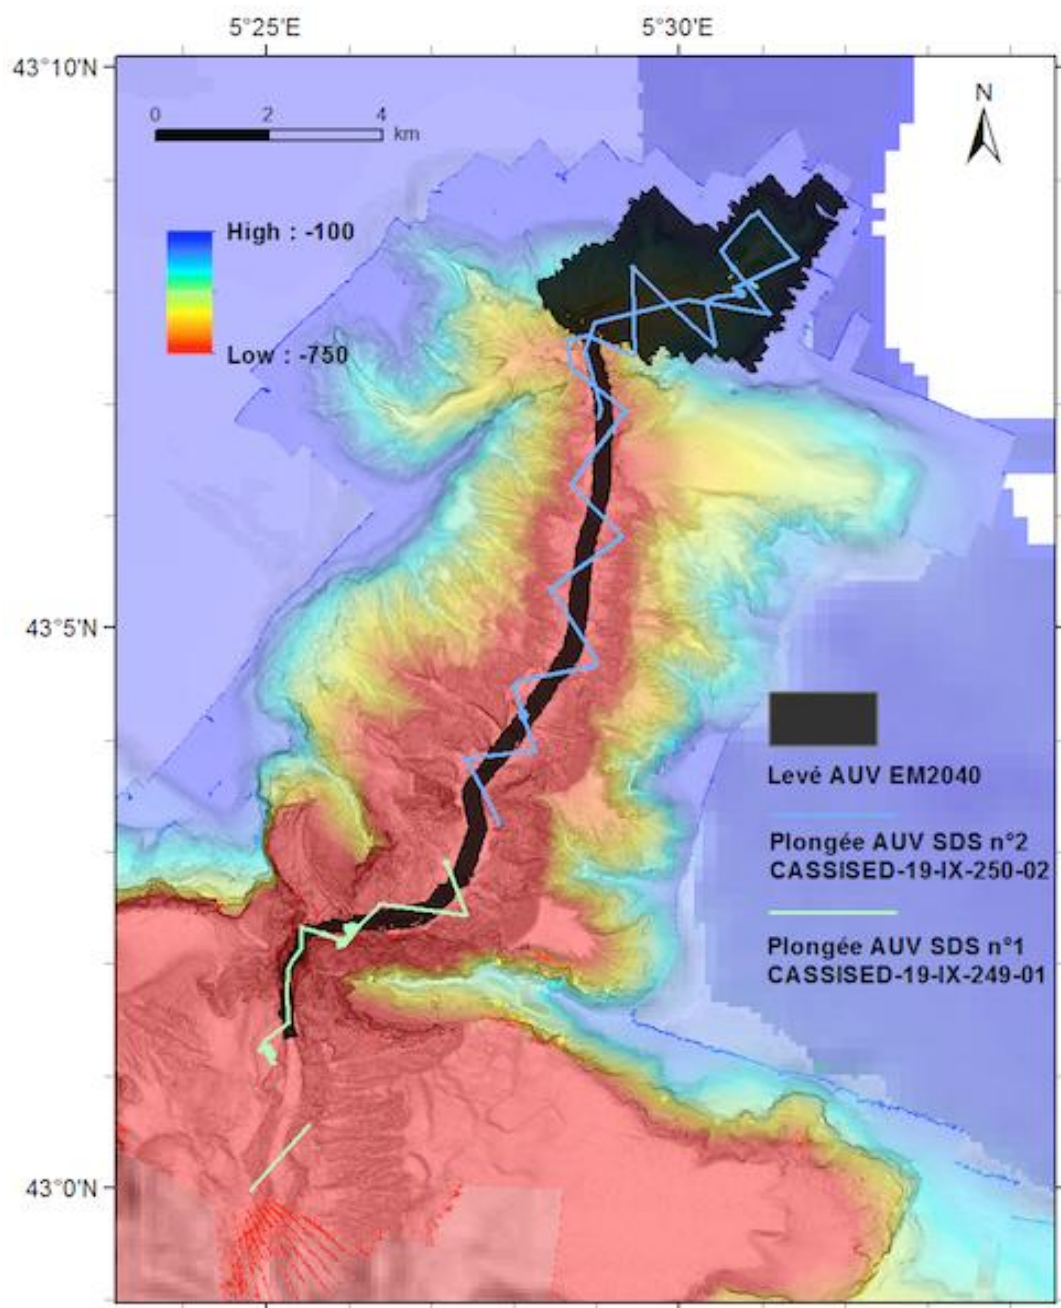 5°25'E 5°30'E
43°10'N
N
0 2 4
km
High : -100
Low : -750
43°5'N
Levé AUV EM2040
Plongée AUV SDS n°2
CASSISED-19-IX-250-02
Plongée AUV SDS n°1
CASSISED-19-IX-249-01
43°0'N